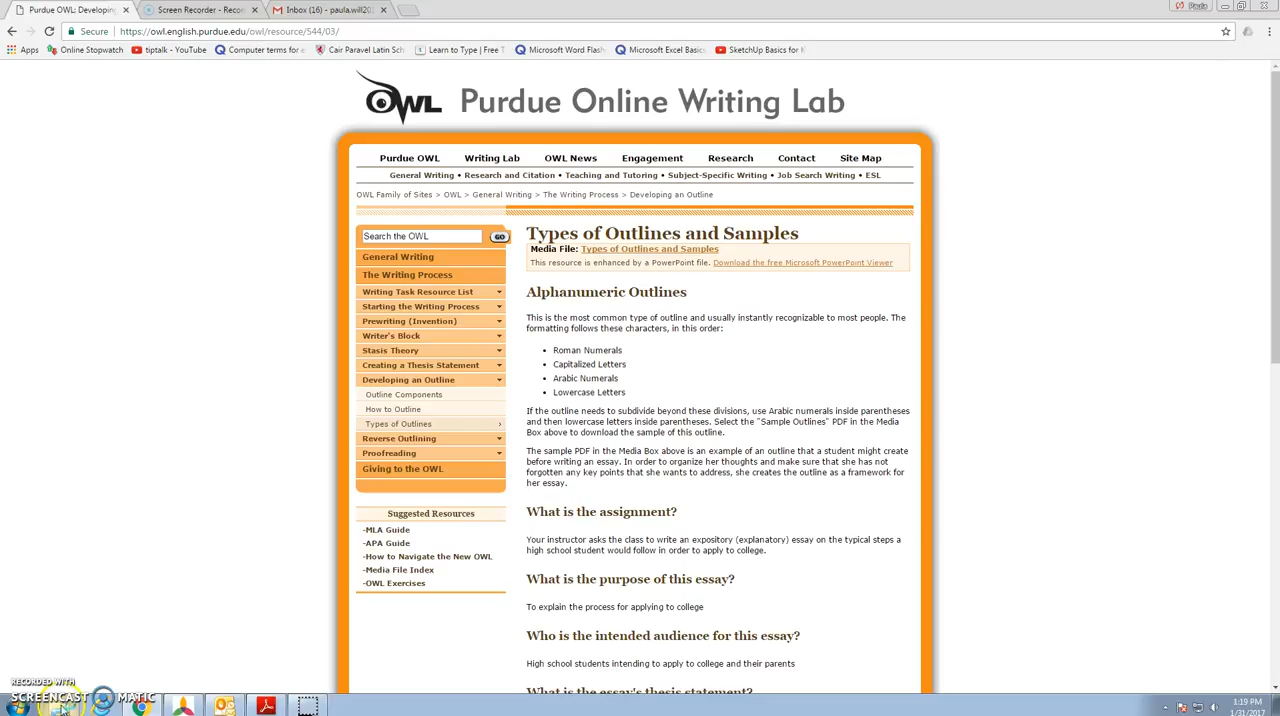 Purdue OWL: Developing
Screen Recorder - Recor
Inbox (16) - paula.will20
Paula
Secure
https://owl.english.purdue.edu/owl/resource/544/03/
Apps
Online Stopwatch
tiptalk - YouTube
Computer terms for e
Cair Paravel Latin Sch
Learn to Type | Free T
Microsoft Word Flash
Microsoft Excel Basics
SketchUp Basics for K
OWL Purdue Online Writing Lab
Purdue OWL Writing Lab OWL News Engagement Research Contact Site Map
General Writing • Research and Citation • Teaching and Tutoring • Subject-Specific Writing • Job Search Writing • ESL
OWL Family of Sites > OWL > General Writing > The Writing Process > Developing an Outline
Search the OWL
GO
General Writing
The Writing Process
Writing Task Resource List
Starting the Writing Process
Prewriting (Invention)
Writer's Block
Stasis Theory
Creating a Thesis Statement
Developing an Outline
Outline Components
How to Outline
Types of Outlines
Reverse Outlining
Proofreading
Giving to the OWL
Suggested Resources
-MLA Guide
-APA Guide
-How to Navigate the New OWL
-Media File Index
-OWL Exercises
Types of Outlines and Samples
Media File: Types of Outlines and Samples
This resource is enhanced by a PowerPoint file. Download the free Microsoft PowerPoint Viewer
Alphanumeric Outlines
This is the most common type of outline and usually instantly recognizable to most people. The
formatting follows these characters, in this order:
• Roman Numerals
• Capitalized Letters
• Arabic Numerals
• Lowercase Letters
If the outline needs to subdivide beyond these divisions, use Arabic numerals inside parentheses
and then lowercase letters inside parentheses. Select the "Sample Outlines" PDF in the Media
Box above to download the sample of this outline.
The sample PDF in the Media Box above is an example of an outline that a student might create
before writing an essay. In order to organize her thoughts and make sure that she has not
forgotten any key points that she wants to address, she creates the outline as a framework for
her essay.
What is the assignment?
Your instructor asks the class to write an expository (explanatory) essay on the typical steps a
high school student would follow in order to apply to college.
What is the purpose of this essay?
To explain the process for applying to college
Who is the intended audience for this essay?
High school students intending to apply to college and their parents
What is the essay's thesis statement?
RECORDED WITH
SCREENCAST MATIC
1:19 PM
1/31/2017